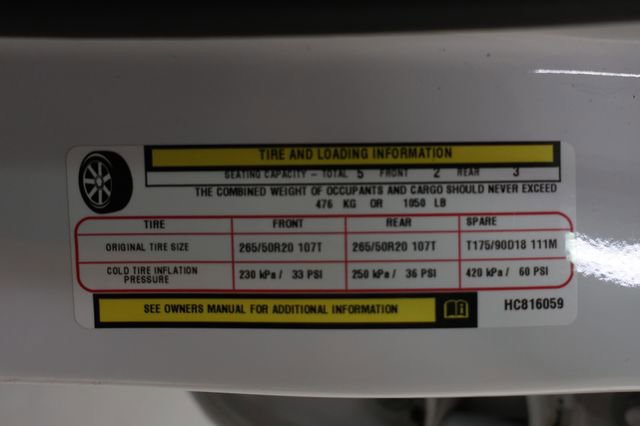 TIRE AND LOADING INFORMATION
SEATING CAPACITY - TOTAL 5 FRONT 2 REAR 3
THE COMBINED WEIGHT OF OCCUPANTS AND CARGO SHOULD NEVER EXCEED
476 KG OR 1050 LB
TIRE FRONT REAR SPARE
ORIGINAL TIRE SIZE 265/50R20 107T 265/50R20 107T T175/90D18 111M
COLD TIRE INFLATION PRESSURE 230 kPa / 33 PSI 250 kPa / 36 PSI 420 kPa / 60 PSI
SEE OWNERS MANUAL FOR ADDITIONAL INFORMATION
HC816059